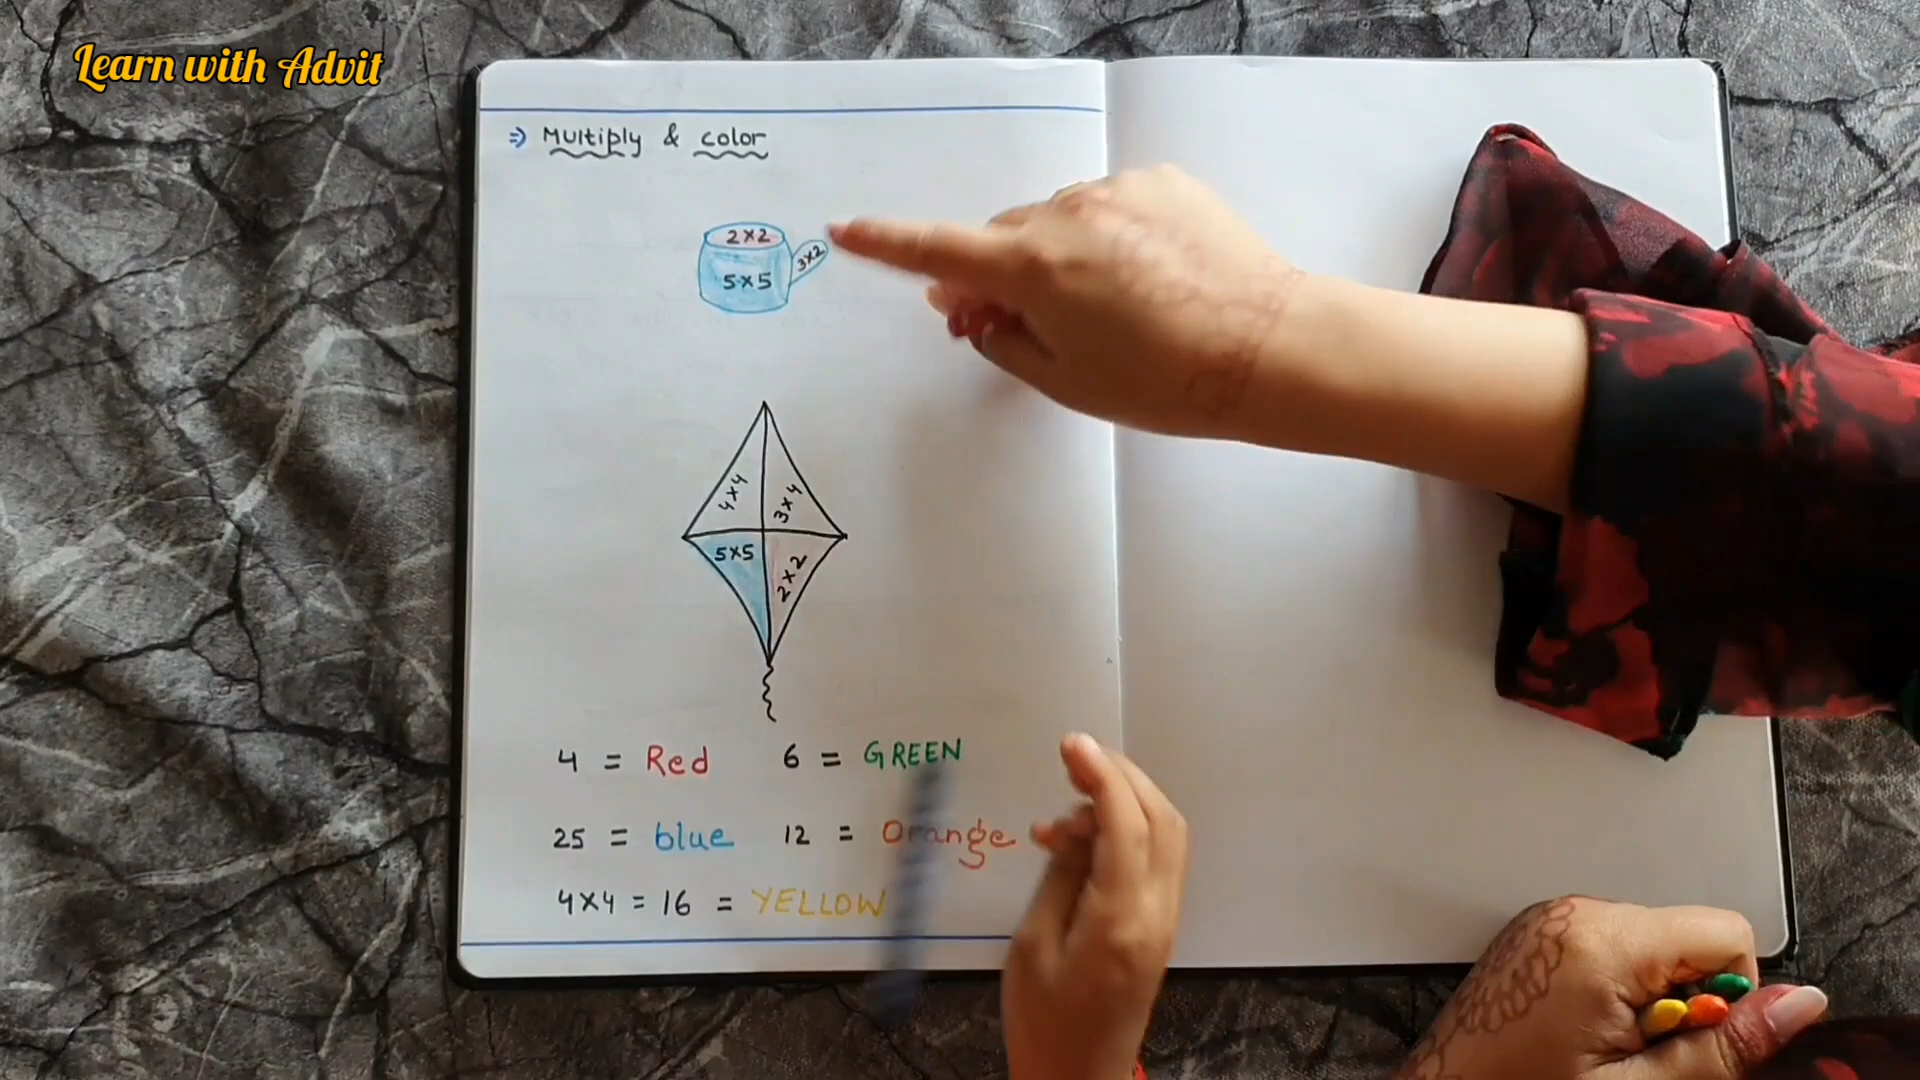 Learn with Advit
⇒ Multiply & color
2×2
3×2
5×5
4×4
3×4
5×5
2×2
4 = Red 6 = GREEN
25 = blue 12 = Orange
4×4 = 16 = YELLOW